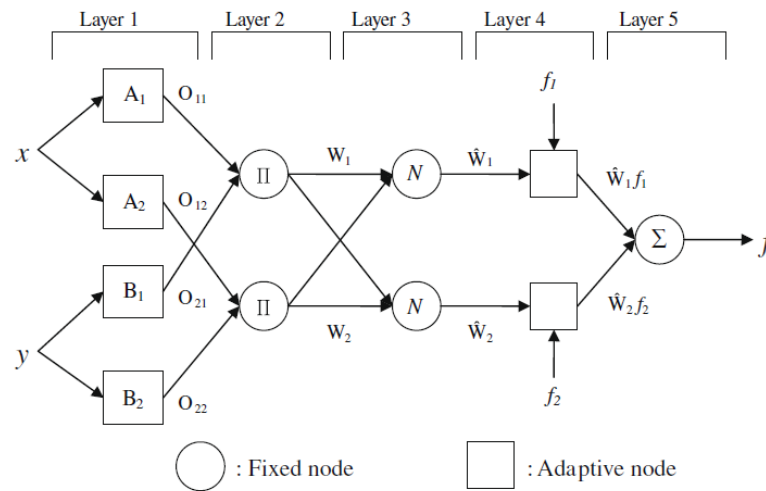 Layer 1 Layer 2 Layer 3 Layer 4 Layer 5
A₁ O₁₁ f₁
x W₁ Ŵ₁ Ŵ₁f₁
Π N
A₂ O₁₂
Σ
B₁ O₂₁
Π N
y W₂ Ŵ₂ Ŵ₂f₂
B₂ O₂₂ f₂
: Fixed node : Adaptive node